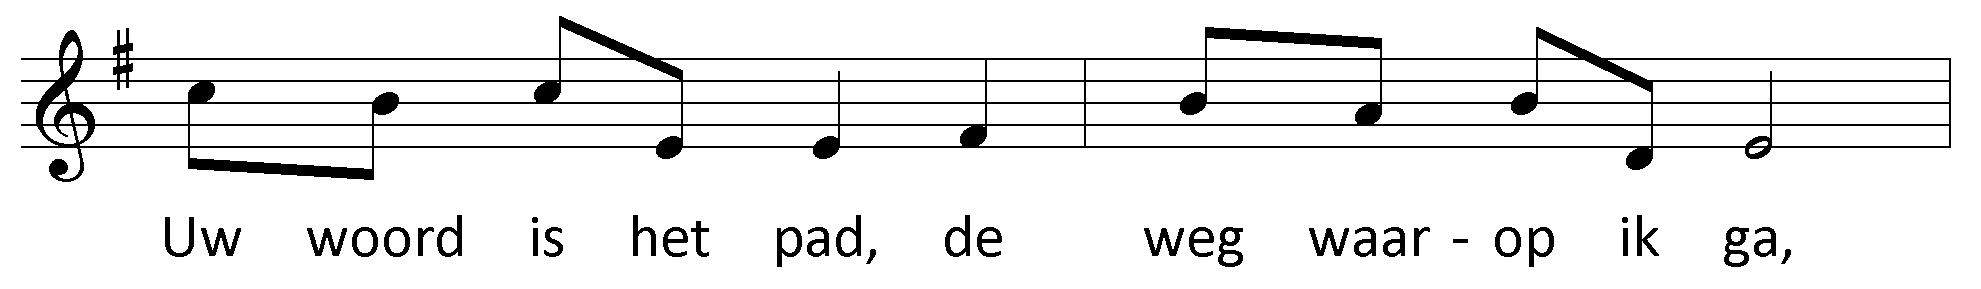 Uw woord is het pad, de weg waar - op ik ga,